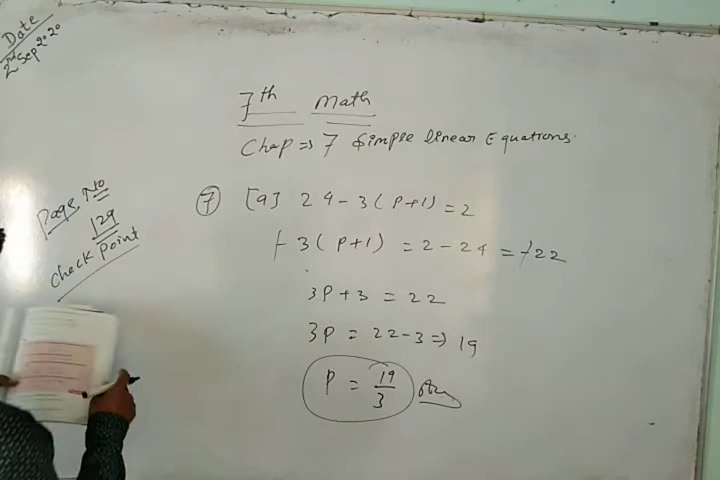 Date
2nd Sep 2020
7th Math
Chap => 7 Simple linear Equations.
Page No
129
Check Point
(7) [a] 24 - 3(P+1) = 2
- 3(P+1) = 2 - 24 = -22
3P + 3 = 22
3P = 22 - 3 => 19
P = 19/3 Ans